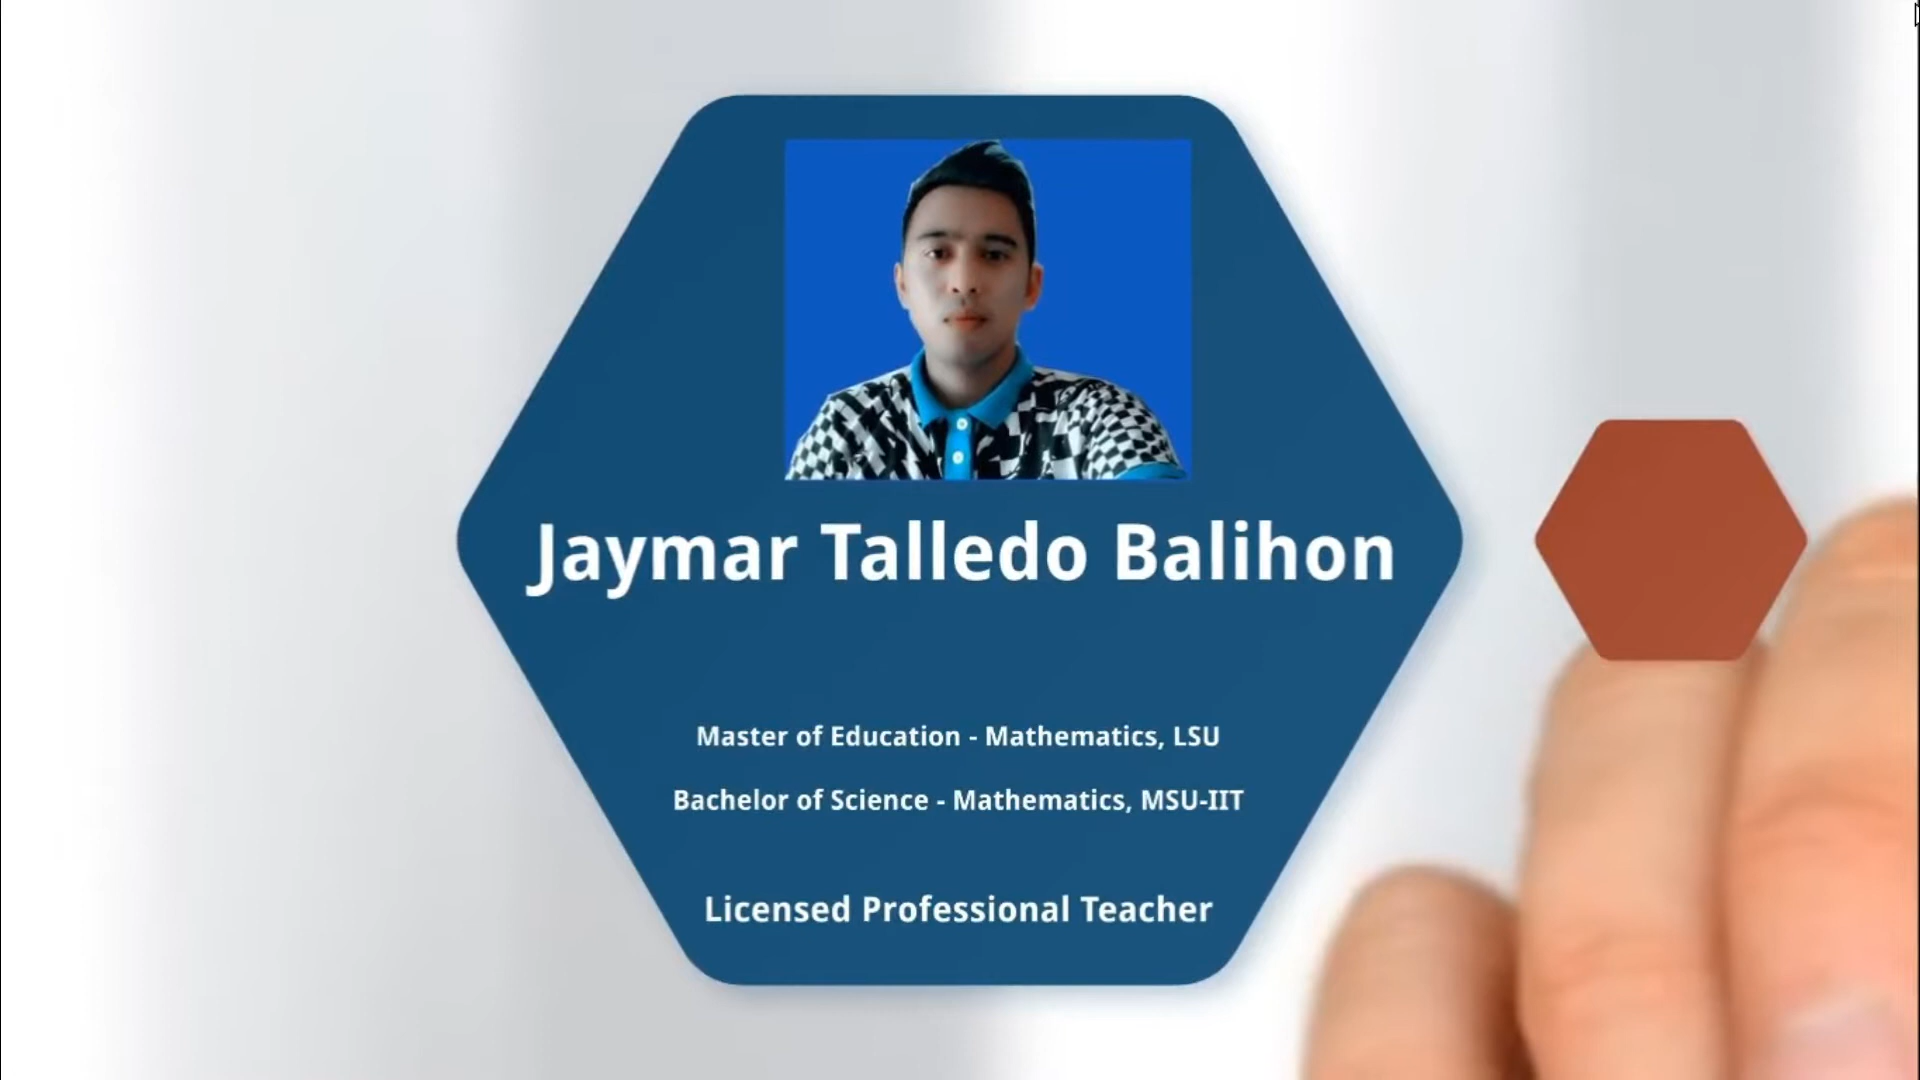 Jaymar Talledo Balihon
Master of Education - Mathematics, LSU
Bachelor of Science - Mathematics, MSU-IIT
Licensed Professional Teacher